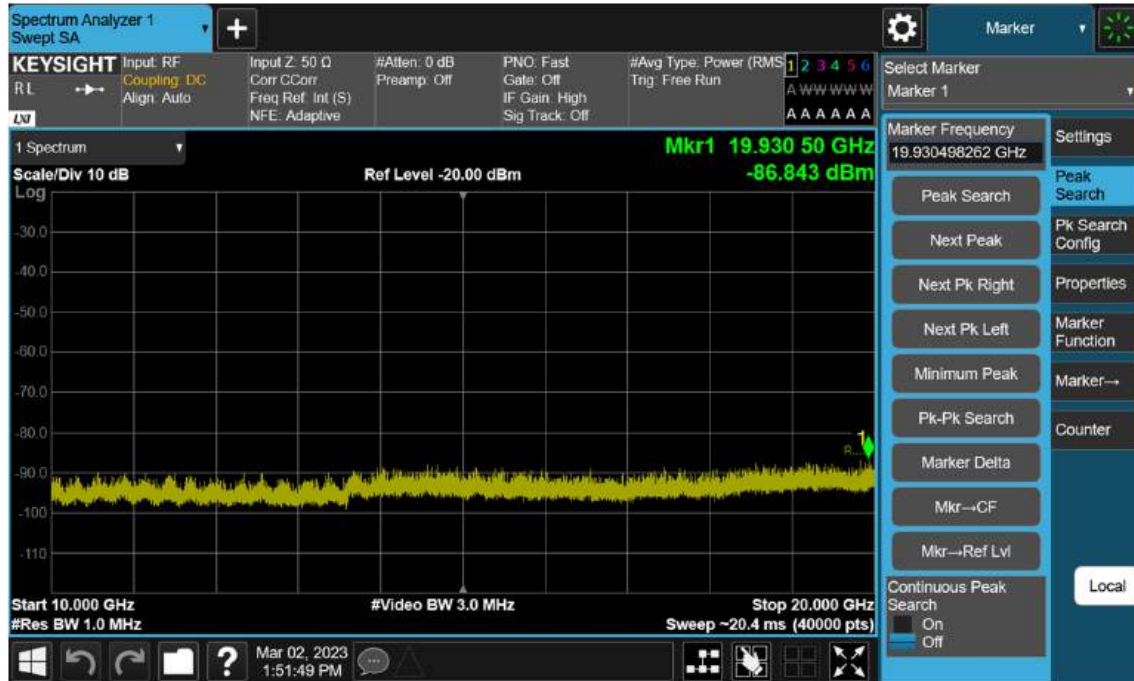 Spectrum Analyzer 1
Swept SA
+
Marker
KEYSIGHT
RL
LXI
Input: RF
Coupling: DC
Align: Auto
Input Z: 50 Ω
Corr CCorr
Freq Ref: Int (S)
NFE: Adaptive
#Atten: 0 dB
Preamp: Off
PNO: Fast
Gate: Off
IF Gain: High
Sig Track: Off
#Avg Type: Power (RMS
Trig: Free Run
1 2 3 4 5 6
A W W W W W
A A A A A A
Select Marker
Marker 1
1 Spectrum
Scale/Div 10 dB
Ref Level -20.00 dBm
Mkr1 19.930 50 GHz
-86.843 dBm
Log
-30.0
-40.0
-50.0
-60.0
-70.0
-80.0
-90.0
-100
-110
1
R...
Start 10.000 GHz
#Res BW 1.0 MHz
#Video BW 3.0 MHz
Stop 20.000 GHz
Sweep ~20.4 ms (40000 pts)
Marker Frequency
19.930498262 GHz
Peak Search
Next Peak
Next Pk Right
Next Pk Left
Minimum Peak
Pk-Pk Search
Marker Delta
Mkr→CF
Mkr→Ref Lvl
Continuous Peak
Search
On
Off
Settings
Peak
Search
Pk Search
Config
Properties
Marker
Function
Marker→
Counter
Local
?
Mar 02, 2023
1:51:49 PM